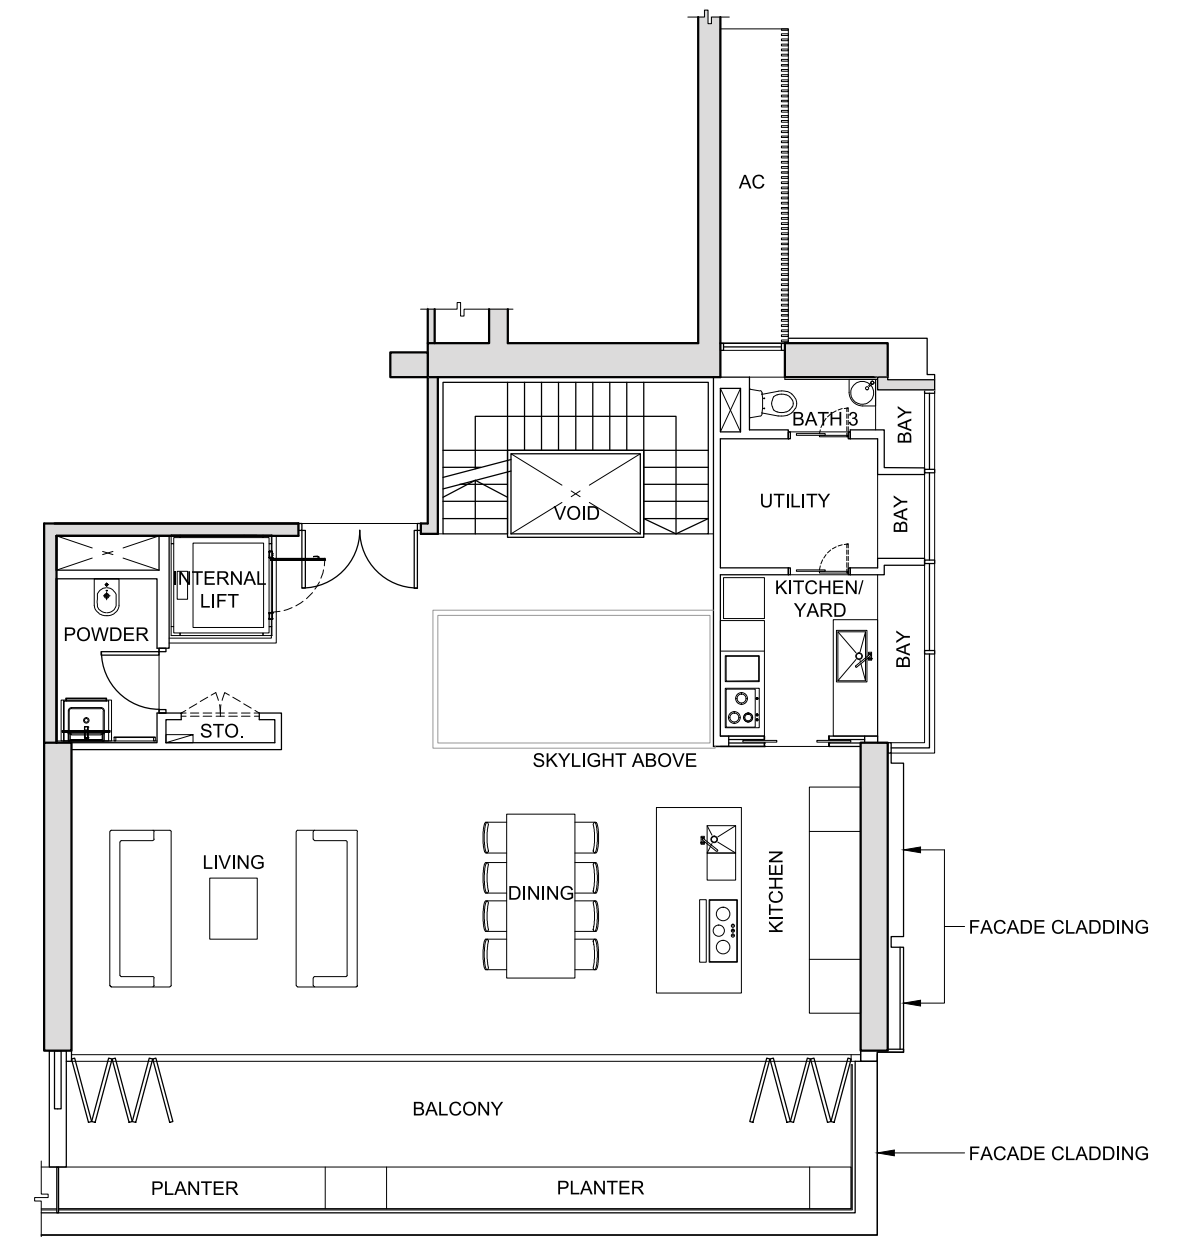 AC
BATH 3
BAY
UTILITY
BAY
VOID
INTERNAL
LIFT
KITCHEN/
YARD
POWDER
BAY
STO.
SKYLIGHT ABOVE
LIVING
DINING
KITCHEN
FACADE CLADDING
BALCONY
FACADE CLADDING
PLANTER
PLANTER